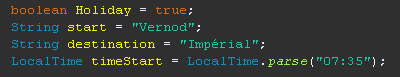 boolean Holiday = true;
String start = "Vernod";
String destination = "Impérial";
LocalTime timeStart = LocalTime.parse("07:35");